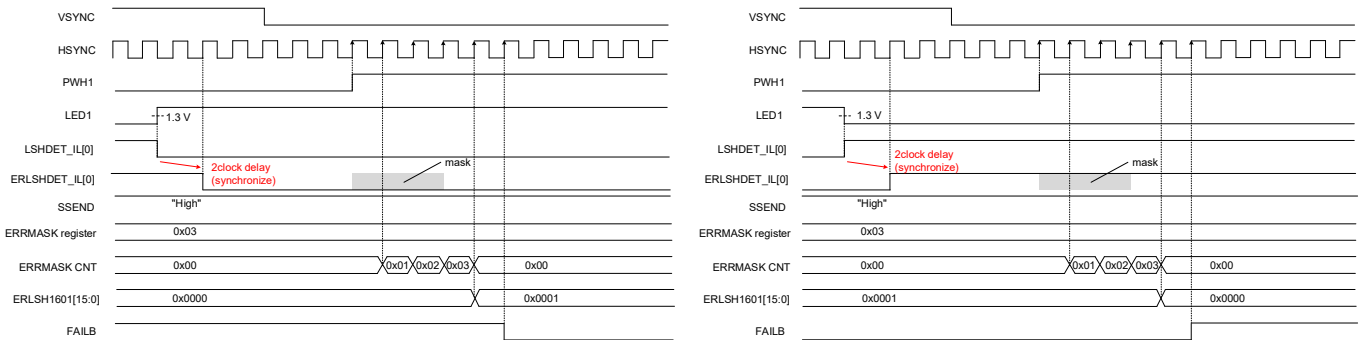 VSYNC
HSYNC
PWH1
LED1
1.3 V
LSHDET_IL[0]
2clock delay
(synchronize)
mask
ERLSHDET_IL[0]
SSEND
"High"
ERRMASK register
0x03
ERRMASK CNT
0x00
0x01
0x02
0x03
0x00
ERLSH1601[15:0]
0x0000
0x0001
FAILB
VSYNC
HSYNC
PWH1
LED1
1.3 V
LSHDET_IL[0]
2clock delay
(synchronize)
mask
ERLSHDET_IL[0]
SSEND
"High"
ERRMASK register
0x03
ERRMASK CNT
0x00
0x01
0x02
0x03
0x00
ERLSH1601[15:0]
0x0001
0x0000
FAILB